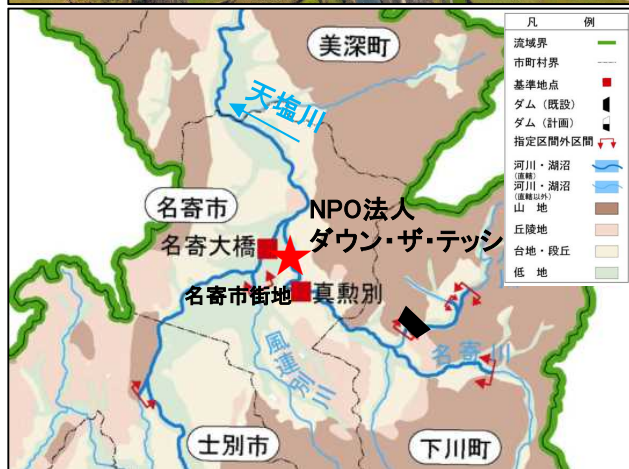 凡 例
流域界
市町村界
基準地点
ダム（既設）
ダム（計画）
指定区間外区間
河川・湖沼
(直轄)
河川・湖沼
(直轄以外)
山 地
丘陵地
台地・段丘
低 地
美深町
天塩川
名寄市
NPO法人
ダウン・ザ・テッシ
名寄大橋
名寄市街地
真勲別
風連別川
名寄川
士別市
下川町